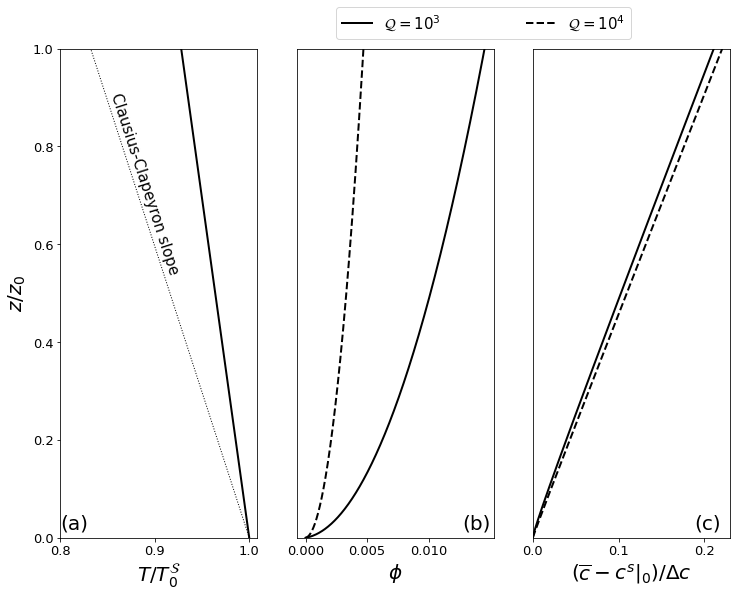 𝒬 = 10³ 𝒬 = 10⁴
1.0
0.8
0.6
0.4
0.2
0.0
z/z₀
Clausius-Clapeyron slope
(a) (b) (c)
0.8 0.9 1.0 0.000 0.005 0.010 0.0 0.1 0.2
T/T₀^𝒮 ϕ (c̅ − cˢ|₀)/Δc